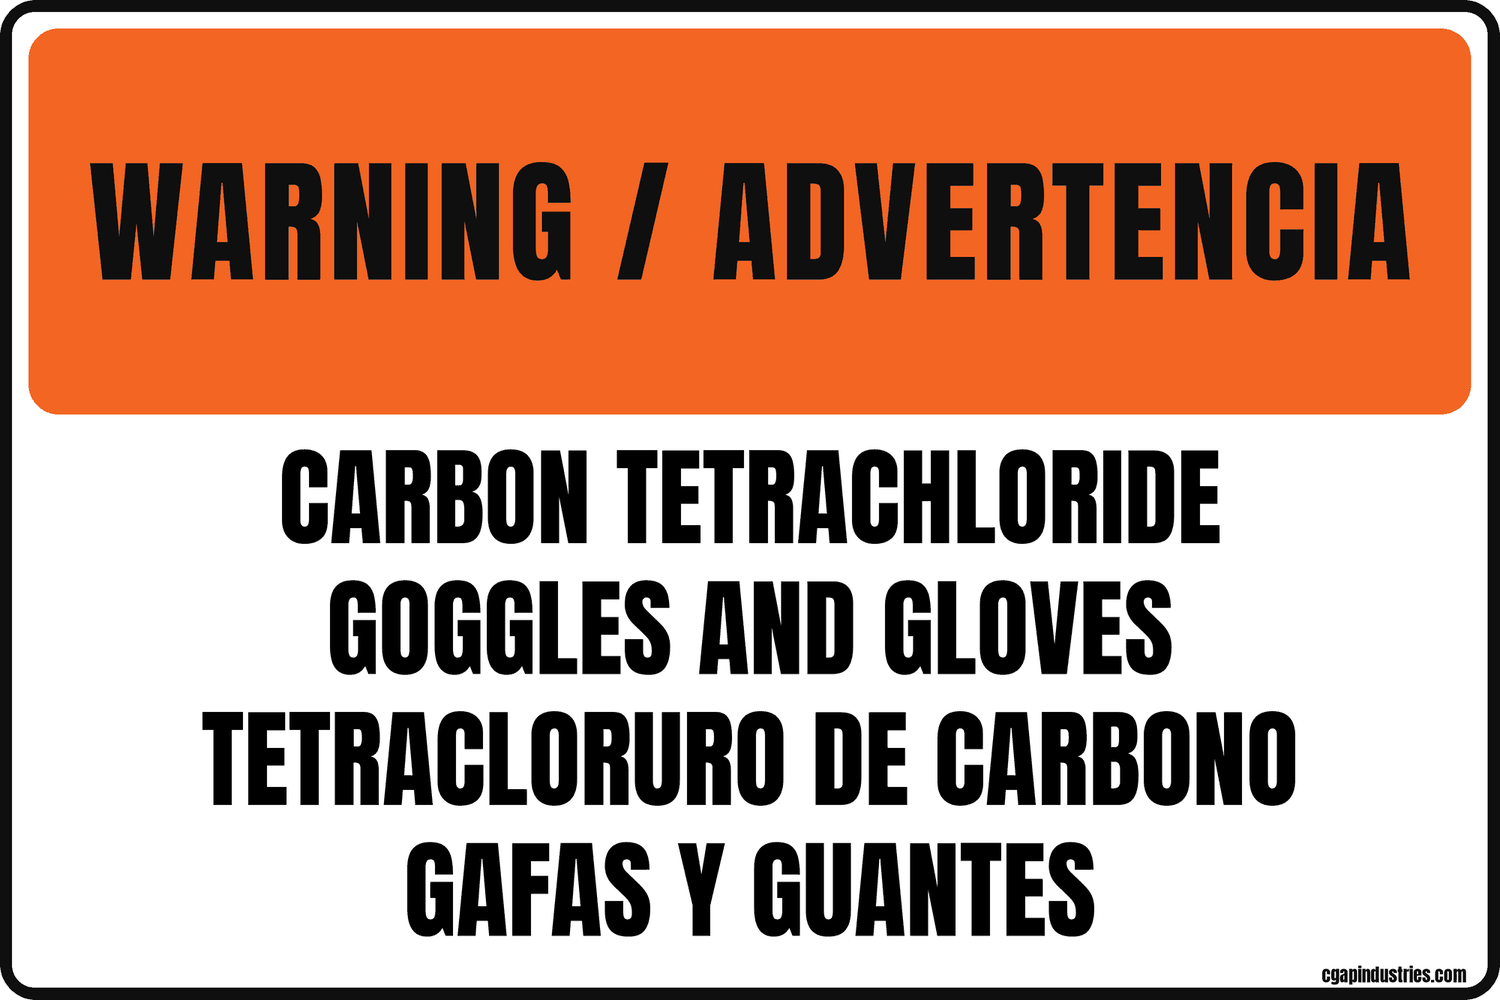 WARNING / ADVERTENCIA
CARBON TETRACHLORIDE
GOGGLES AND GLOVES
TETRACLORURO DE CARBONO
GAFAS Y GUANTES
cgapindustries.com